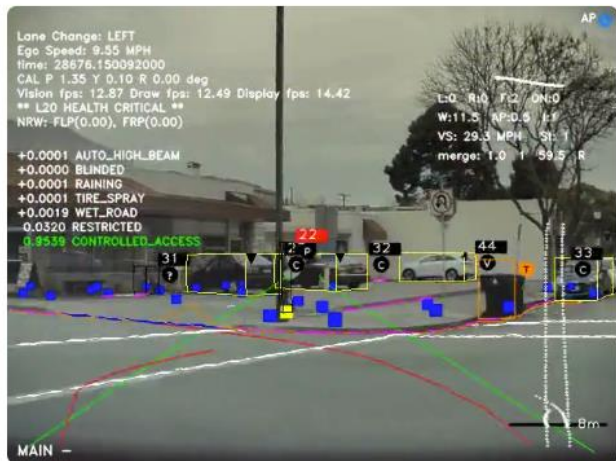 AP
Lane Change: LEFT
Ego Speed: 9.55 MPH
time: 28676.150092000
CAL P 1.35 Y 0.10 R 0.00 deg
Vision fps: 12.87 Draw fps: 12.49 Display fps: 14.42
** L20 HEALTH CRITICAL **
NRW: FLP(0.00), FRP(0.00)
L:0 R:0 F:2 ON:0
W:11.5 AP:0.5 I:1
VS: 29.3 MPH St: 1
merge: 1.0 1 59.5 R
+0.0001 AUTO_HIGH_BEAM
+0.0000 BLINDED
+0.0001 RAINING
+0.0001 TIRE_SPRAY
+0.0019 WET_ROAD
0.0320 RESTRICTED
0.9539 CONTROLLED_ACCESS
22
31 32 44 33
? C P C V T C
8m
MAIN -